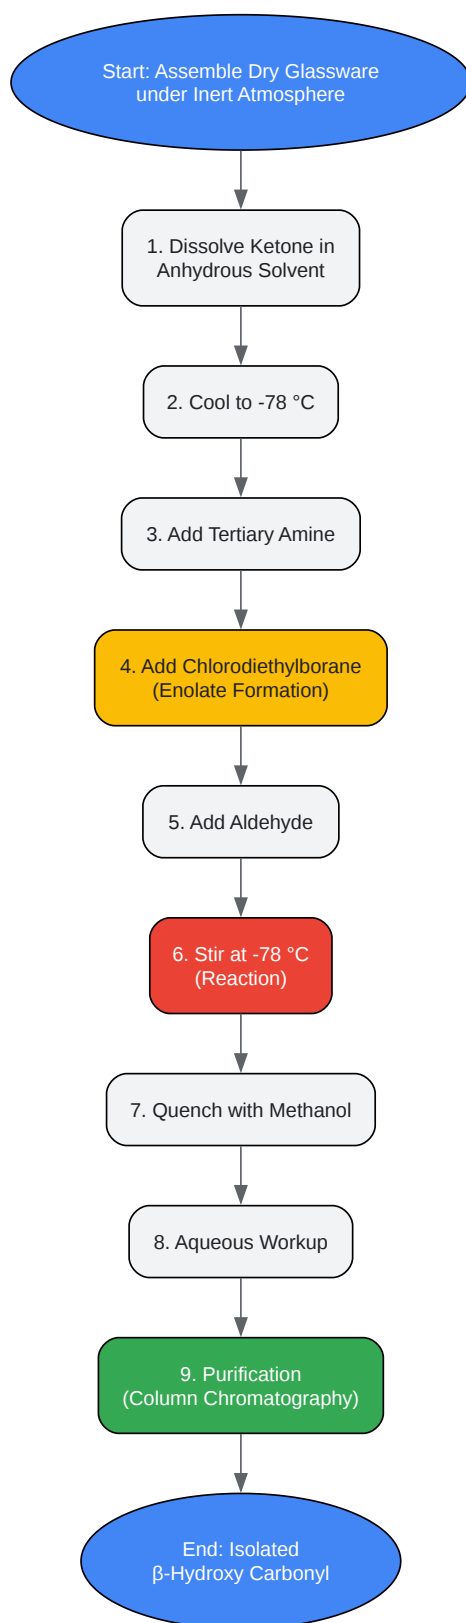 Start: Assemble Dry Glassware
under Inert Atmosphere
1. Dissolve Ketone in
Anhydrous Solvent
2. Cool to -78 °C
3. Add Tertiary Amine
4. Add Chlorodiethylborane
(Enolate Formation)
5. Add Aldehyde
6. Stir at -78 °C
(Reaction)
7. Quench with Methanol
8. Aqueous Workup
9. Purification
(Column Chromatography)
End: Isolated
β-Hydroxy Carbonyl